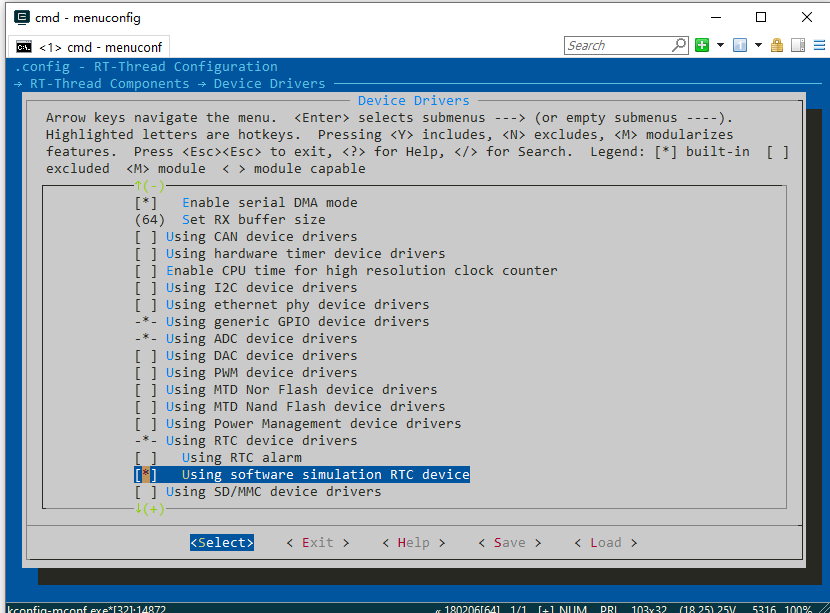 cmd - menuconfig
<1> cmd - menuconf
Search
.config - RT-Thread Configuration
→ RT-Thread Components → Device Drivers
Device Drivers
Arrow keys navigate the menu.  <Enter> selects submenus ---> (or empty submenus ----).
Highlighted letters are hotkeys.  Pressing <Y> includes, <N> excludes, <M> modularizes
features.  Press <Esc><Esc> to exit, <?> for Help, </> for Search.  Legend: [*] built-in  [ ]
excluded  <M> module  < > module capable
↑(-)
[*]   Enable serial DMA mode
(64)  Set RX buffer size
[ ] Using CAN device drivers
[ ] Using hardware timer device drivers
[ ] Enable CPU time for high resolution clock counter
[ ] Using I2C device drivers
[ ] Using ethernet phy device drivers
-*- Using generic GPIO device drivers
-*- Using ADC device drivers
[ ] Using DAC device drivers
[ ] Using PWM device drivers
[ ] Using MTD Nor Flash device drivers
[ ] Using MTD Nand Flash device drivers
[ ] Using Power Management device drivers
-*- Using RTC device drivers
[ ]   Using RTC alarm
[*]   Using software simulation RTC device
[ ] Using SD/MMC device drivers
↓(+)
<Select>    < Exit >    < Help >    < Save >    < Load >
kconfig-mconf.exe*[32]:14872    « 180206[64]  1/1  [+] NUM  PRI  103x32  (18,25) 25V  5316  100%